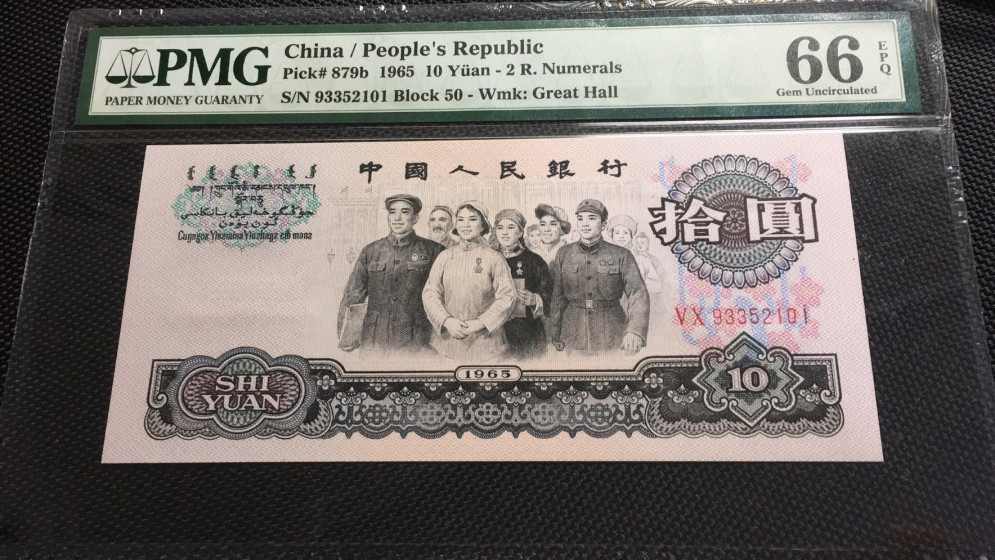 PMG
PAPER MONEY GUARANTY
China / People's Republic
Pick# 879b 1965 10 Yüan - 2 R. Numerals
S/N 93352101 Block 50 - Wmk: Great Hall
66
EPQ
Gem Uncirculated
中國人民銀行
拾圓
VX 93352101
1965
SHI
YUAN
10